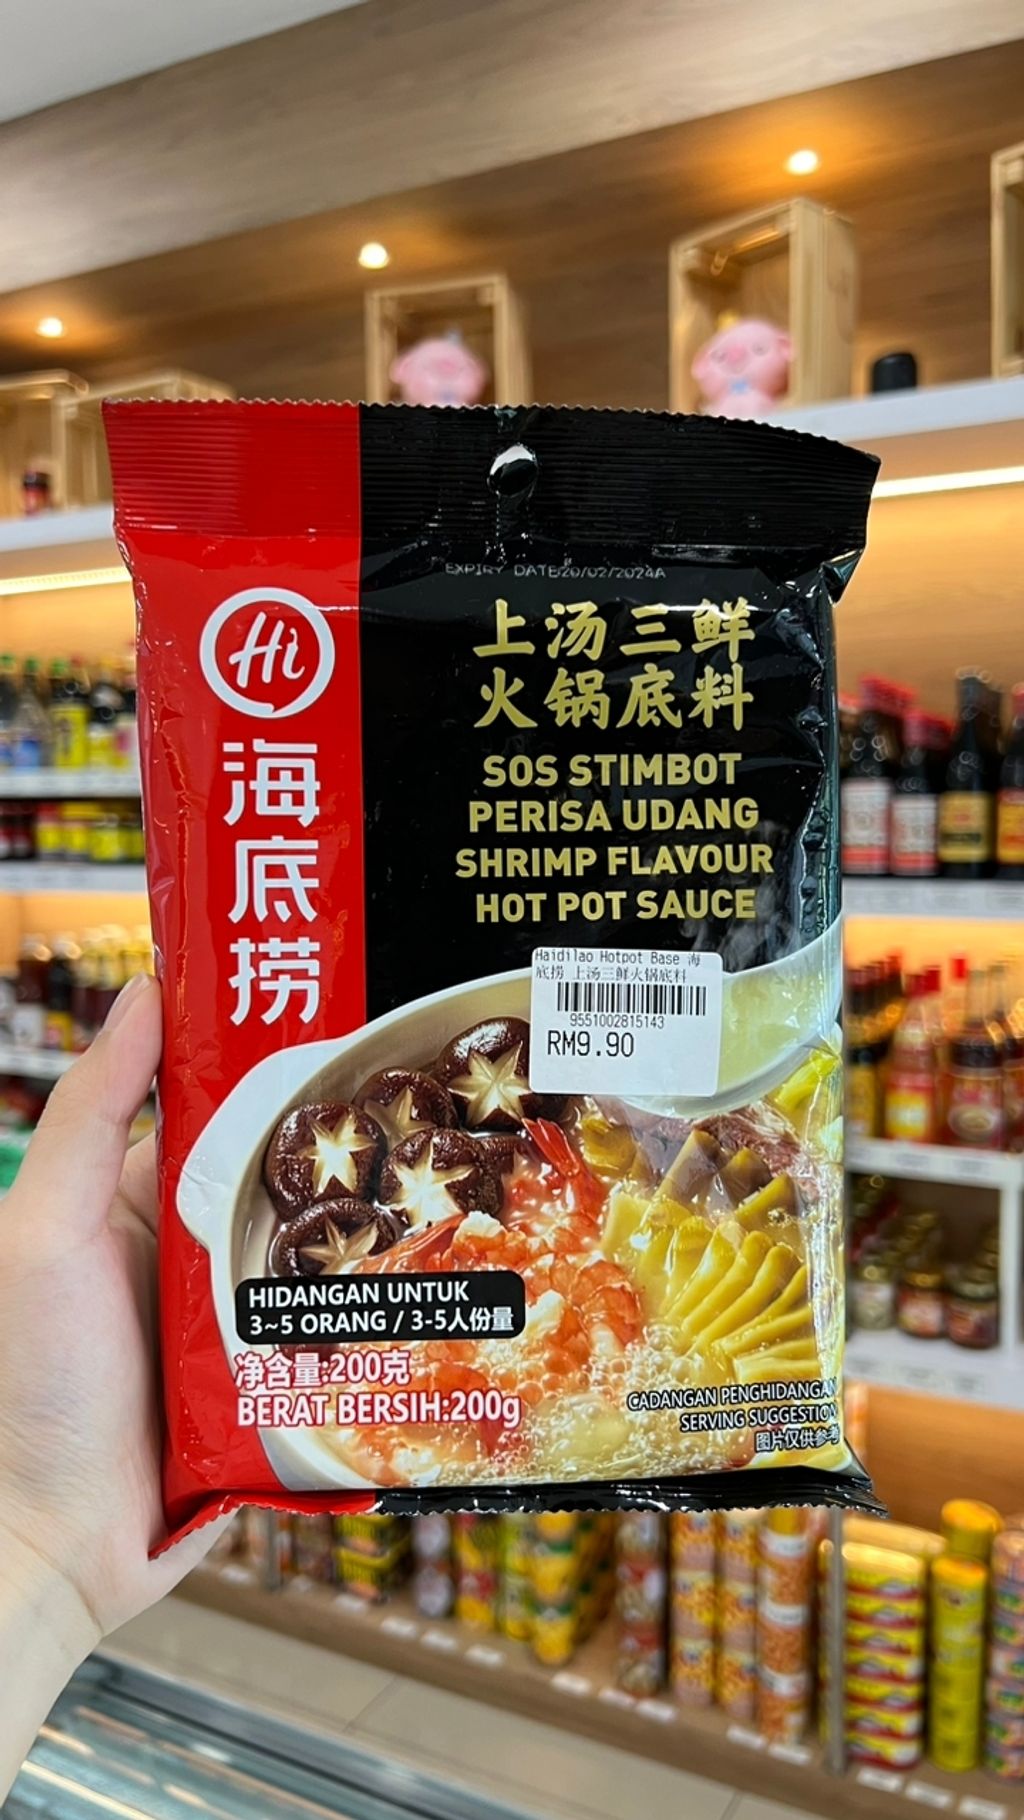 EXPIRY DATE:20/02/2024A
Hi
海底捞
上汤三鲜
火锅底料
SOS STIMBOT
PERISA UDANG
SHRIMP FLAVOUR
HOT POT SAUCE
Haidilao Hotpot Base 海
底捞 上汤三鲜火锅底料
9551002815143
RM9.90
HIDANGAN UNTUK
3~5 ORANG / 3-5人份量
净含量:200克
BERAT BERSIH:200g
CADANGAN PENGHIDANGAN
SERVING SUGGESTION
图片仅供参考